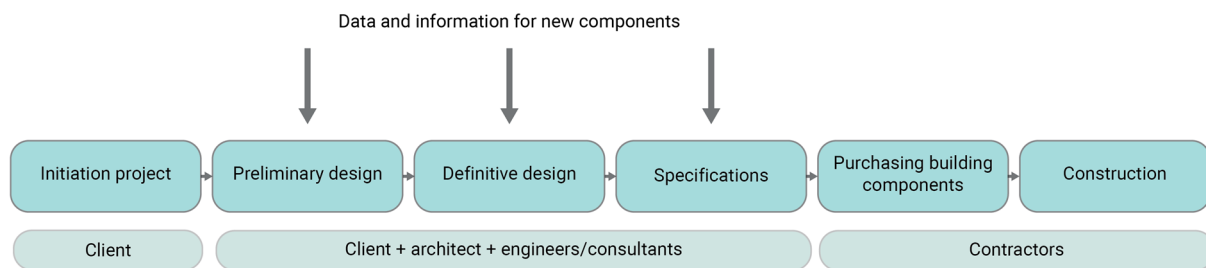 Data and information for new components
Initiation project
Preliminary design
Definitive design
Specifications
Purchasing building
components
Construction
Client
Client + architect + engineers/consultants
Contractors